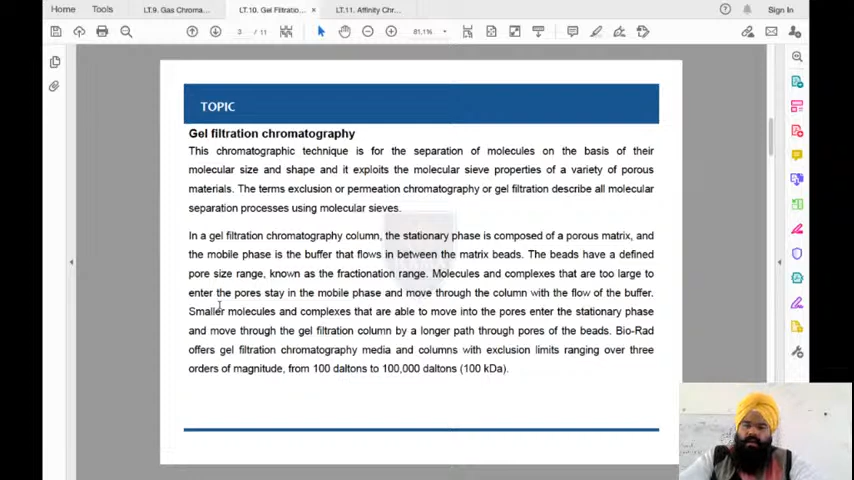 Home Tools LT.9. Gas Chroma... LT.10. Gel Filtratio... × LT.11. Affinity Chr... Sign In
3 / 11 81,1%
TOPIC
Gel filtration chromatography
This chromatographic technique is for the separation of molecules on the basis of their
molecular size and shape and it exploits the molecular sieve properties of a variety of porous
materials. The terms exclusion or permeation chromatography or gel filtration describe all molecular
separation processes using molecular sieves.
In a gel filtration chromatography column, the stationary phase is composed of a porous matrix, and
the mobile phase is the buffer that flows in between the matrix beads. The beads have a defined
pore size range, known as the fractionation range. Molecules and complexes that are too large to
enter the pores stay in the mobile phase and move through the column with the flow of the buffer.
Smaller molecules and complexes that are able to move into the pores enter the stationary phase
and move through the gel filtration column by a longer path through pores of the beads. Bio-Rad
offers gel filtration chromatography media and columns with exclusion limits ranging over three
orders of magnitude, from 100 daltons to 100,000 daltons (100 kDa).